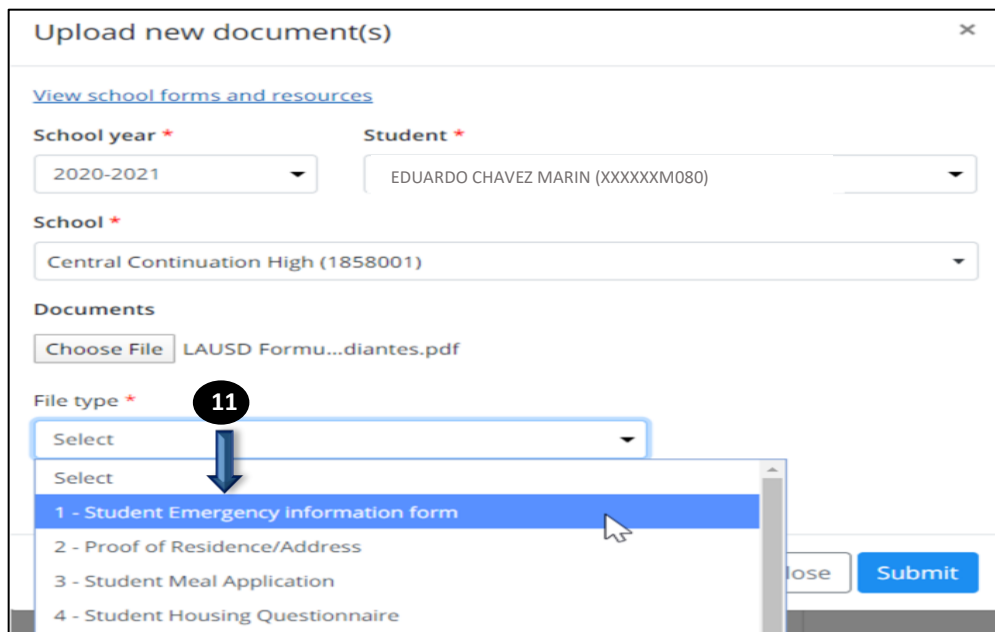 Upload new document(s) ×
View school forms and resources
School year * Student *
2020-2021 EDUARDO CHAVEZ MARIN (XXXXXXM080)
School *
Central Continuation High (1858001)
Documents
Choose File LAUSD Formu...diantes.pdf
File type * 11
Select
Select
1 - Student Emergency information form
2 - Proof of Residence/Address
3 - Student Meal Application
lose Submit
4 - Student Housing Questionnaire